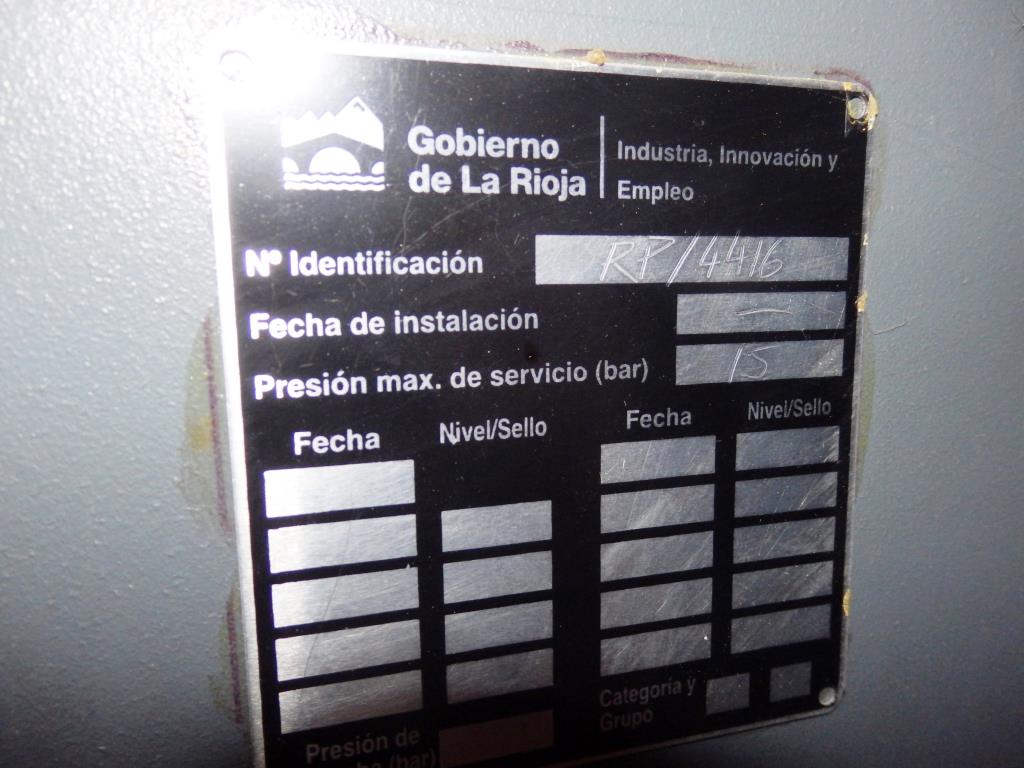 Gobierno
de La Rioja
Industria, Innovación y
Empleo
Nº Identificación RP/4416
Fecha de instalación —
Presión max. de servicio (bar) 15
Fecha Nivel/Sello Fecha Nivel/Sello
Categoría y
Grupo
Presión de
(bar)